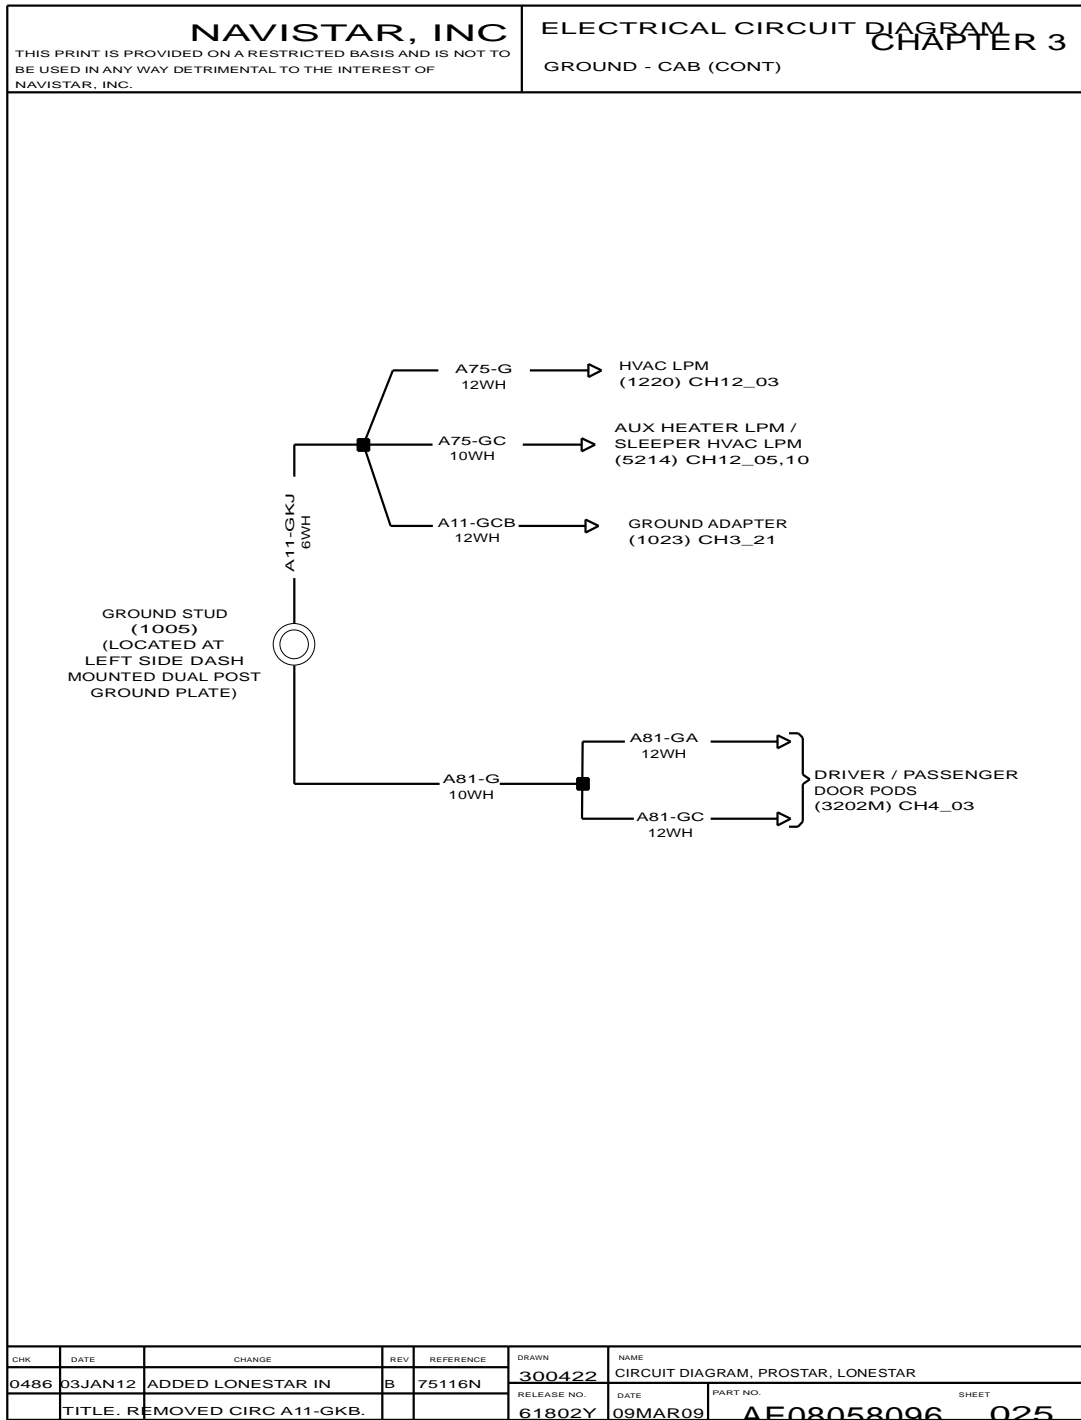 NAVISTAR, INC
THIS PRINT IS PROVIDED ON A RESTRICTED BASIS AND IS NOT TO
BE USED IN ANY WAY DETRIMENTAL TO THE INTEREST OF
NAVISTAR, INC.
ELECTRICAL CIRCUIT DIAGRAM
CHAPTER 3
GROUND - CAB (CONT)
A75-G
12WH
HVAC LPM
(1220) CH12_03
A75-GC
10WH
AUX HEATER LPM /
SLEEPER HVAC LPM
(5214) CH12_05,10
A11-GCB
12WH
GROUND ADAPTER
(1023) CH3_21
A11-GKJ
6WH
GROUND STUD
(1005)
(LOCATED AT
LEFT SIDE DASH
MOUNTED DUAL POST
GROUND PLATE)
A81-G
10WH
A81-GA
12WH
A81-GC
12WH
DRIVER / PASSENGER
DOOR PODS
(3202M) CH4_03
CHK DATE CHANGE REV REFERENCE
0486 03JAN12 ADDED LONESTAR IN B 75116N
TITLE. REMOVED CIRC A11-GKB.
DRAWN
300422
NAME
CIRCUIT DIAGRAM, PROSTAR, LONESTAR
RELEASE NO.
61802Y
DATE
09MAR09
PART NO.
AE08058096
SHEET
025